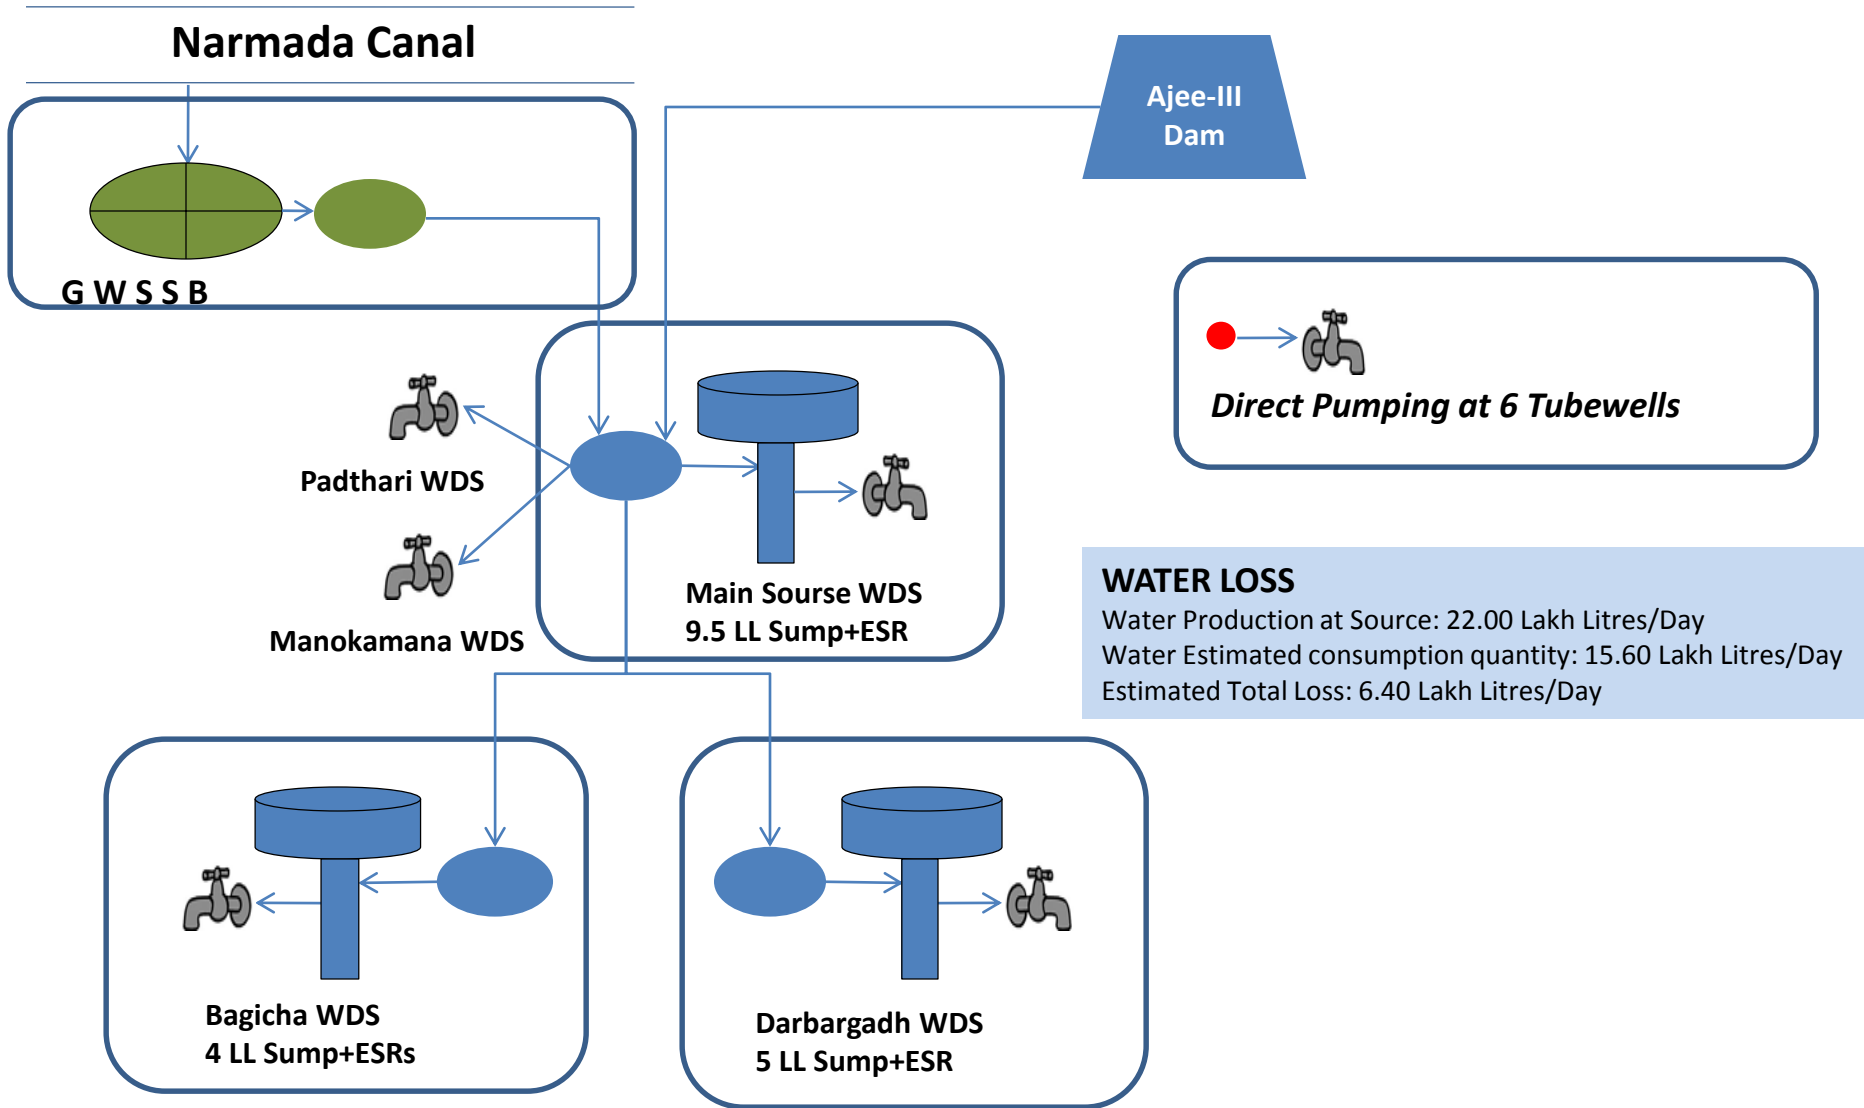 Narmada Canal
Ajee-III
Dam
G W S S B
Direct Pumping at 6 Tubewells
Padthari WDS
Manokamana WDS
Main Sourse WDS
9.5 LL Sump+ESR
WATER LOSS
Water Production at Source: 22.00 Lakh Litres/Day
Water Estimated consumption quantity: 15.60 Lakh Litres/Day
Estimated Total Loss: 6.40 Lakh Litres/Day
Bagicha WDS
4 LL Sump+ESRs
Darbargadh WDS
5 LL Sump+ESR